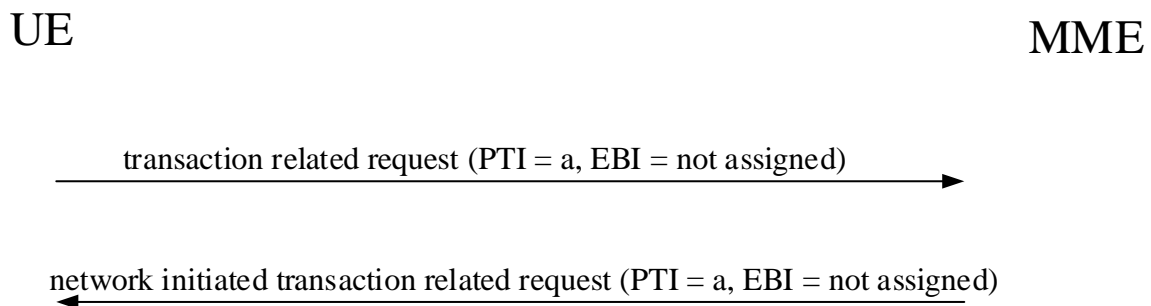 UE
MME
transaction related request (PTI = a, EBI = not assigned)
network initiated transaction related request (PTI = a, EBI = not assigned)